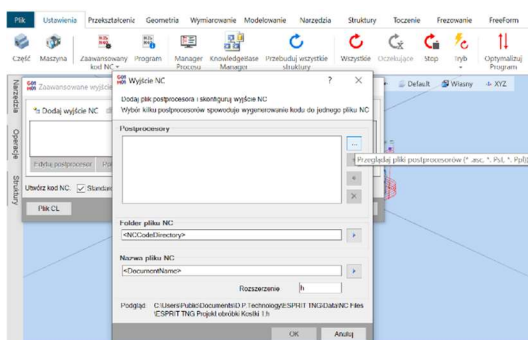 Plik Ustawienia Przekształcenie Geometria Wymiarowanie Modelowanie Narzędzia Struktury Toczenie Frezowanie FreeForm
Część Maszyna Zaawansowany kod NC Program Manager Procesu KnowledgeBase Manager Przebuduj wszystkie struktury Wszystkie Oczekujące Stop Tryb Optymalizuj Program
Zaawansowane wyjście
Wyjście NC ? ×
Default Własny XYZ
Narzędzia
Operacje
Struktury
Dodaj wyjście NC
Edytuj postprocesor
Utwórz kod NC: Standard
Plik CL
Dodaj plik postprocesora i skonfiguruj wyjście NC
Wybór kilku postprocesorów spowoduje wygenerowanie kodu do jednego pliku NC
Postprocesory
...
Przeglądaj pliki postprocesorów (*.asc, *.Pst, *.Ppl)
Folder pliku NC
<NCCodeDirectory>
Nazwa pliku NC
<DocumentName>
Rozszerzenie h
Podgląd C:\Users\Public\Documents\D.P.Technology\ESPRIT TNG\Data\NC Files
\ESPRIT TNG Projekt obróbki Kostki 1.h
OK Anuluj